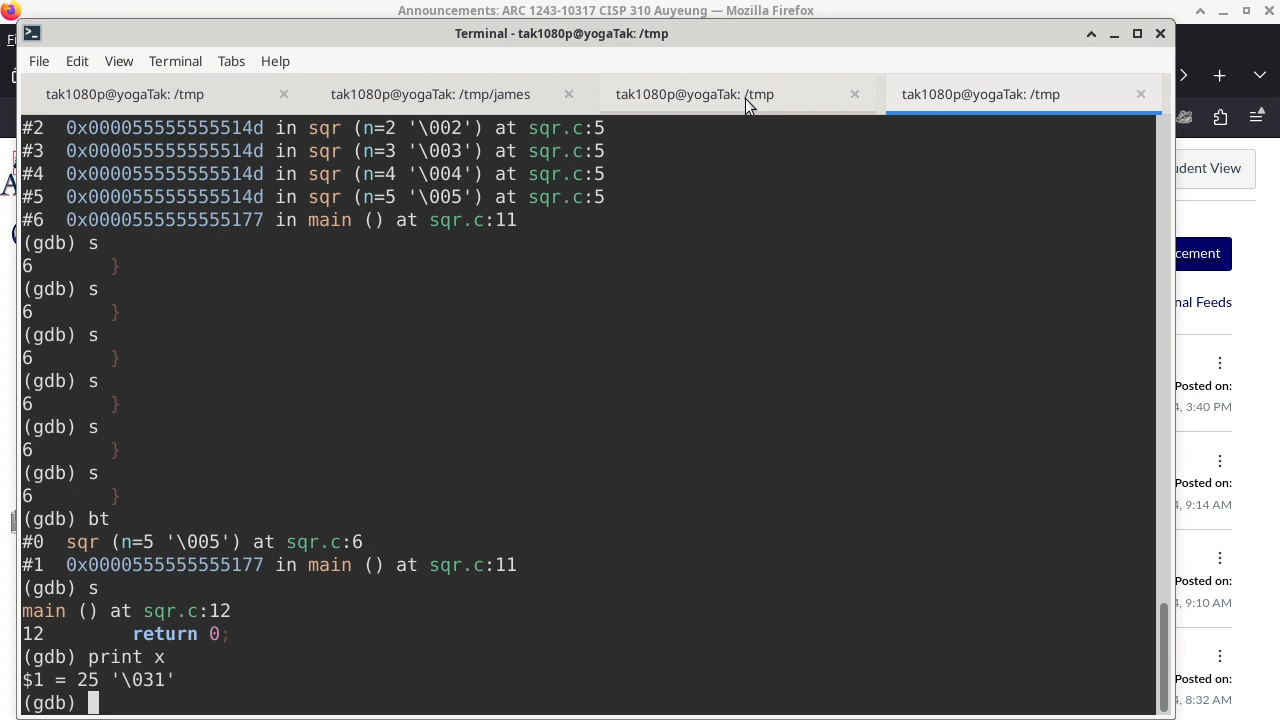 Announcements: ARC 1243-10317 CISP 310 Auyeung — Mozilla Firefox
Terminal - tak1080p@yogaTak: /tmp
File Edit View Terminal Tabs Help
tak1080p@yogaTak: /tmp tak1080p@yogaTak: /tmp/james tak1080p@yogaTak: /tmp tak1080p@yogaTak: /tmp
#2  0x000055555555514d in sqr (n=2 '\002') at sqr.c:5
#3  0x000055555555514d in sqr (n=3 '\003') at sqr.c:5
#4  0x000055555555514d in sqr (n=4 '\004') at sqr.c:5
#5  0x000055555555514d in sqr (n=5 '\005') at sqr.c:5
#6  0x0000555555555177 in main () at sqr.c:11
(gdb) s
6       }
(gdb) s
6       }
(gdb) s
6       }
(gdb) s
6       }
(gdb) s
6       }
(gdb) s
6       }
(gdb) bt
#0  sqr (n=5 '\005') at sqr.c:6
#1  0x0000555555555177 in main () at sqr.c:11
(gdb) s
main () at sqr.c:12
12        return 0;
(gdb) print x
$1 = 25 '\031'
(gdb)
udent View
cement
nal Feeds
Posted on:
4, 3:40 PM
Posted on:
4, 9:14 AM
Posted on:
4, 9:10 AM
Posted on:
4, 8:32 AM